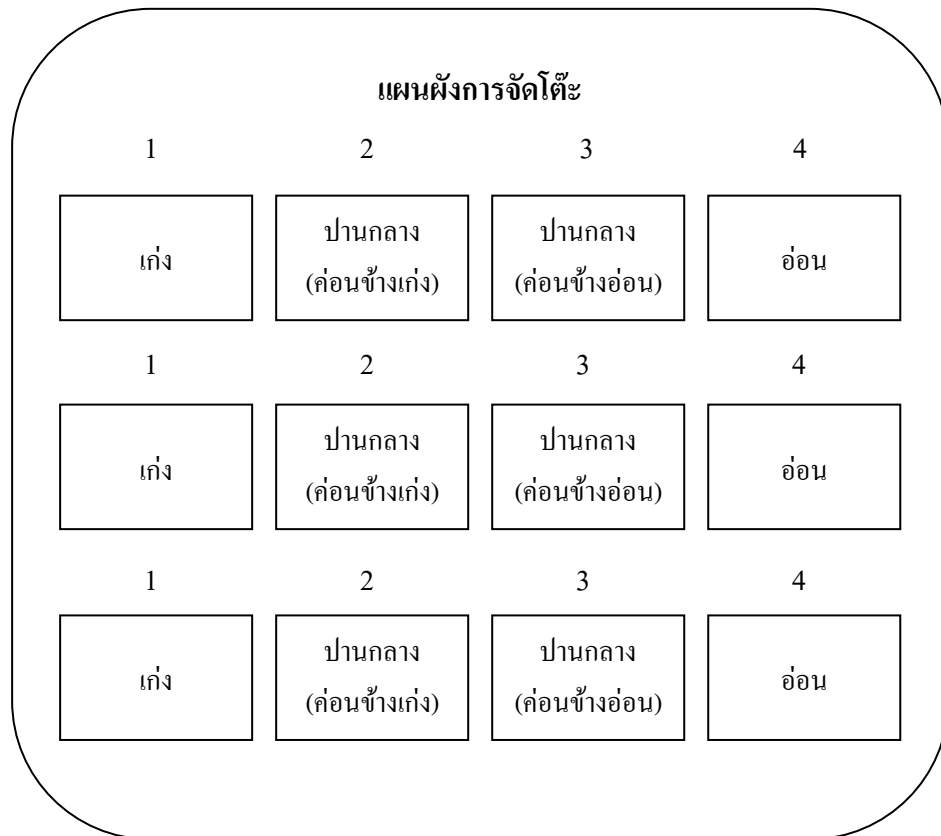 แผนผังการจัดโต๊ะ
1 2 3 4
เก่ง ปานกลาง ปานกลาง อ่อน
(ค่อนข้างเก่ง) (ค่อนข้างอ่อน)
1 2 3 4
เก่ง ปานกลาง ปานกลาง อ่อน
(ค่อนข้างเก่ง) (ค่อนข้างอ่อน)
1 2 3 4
เก่ง ปานกลาง ปานกลาง อ่อน
(ค่อนข้างเก่ง) (ค่อนข้างอ่อน)